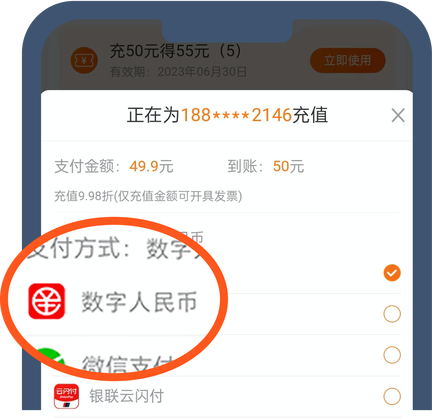 充50元得55元（5）
有效期：2023年06月30日
立即使用
正在为188****2146充值
支付金额：49.9元
到账：50元
充值9.98折(仅充值金额可开具发票)
支付方式：数字人
民币
数字人民币
微信支付
云闪付
银联云闪付